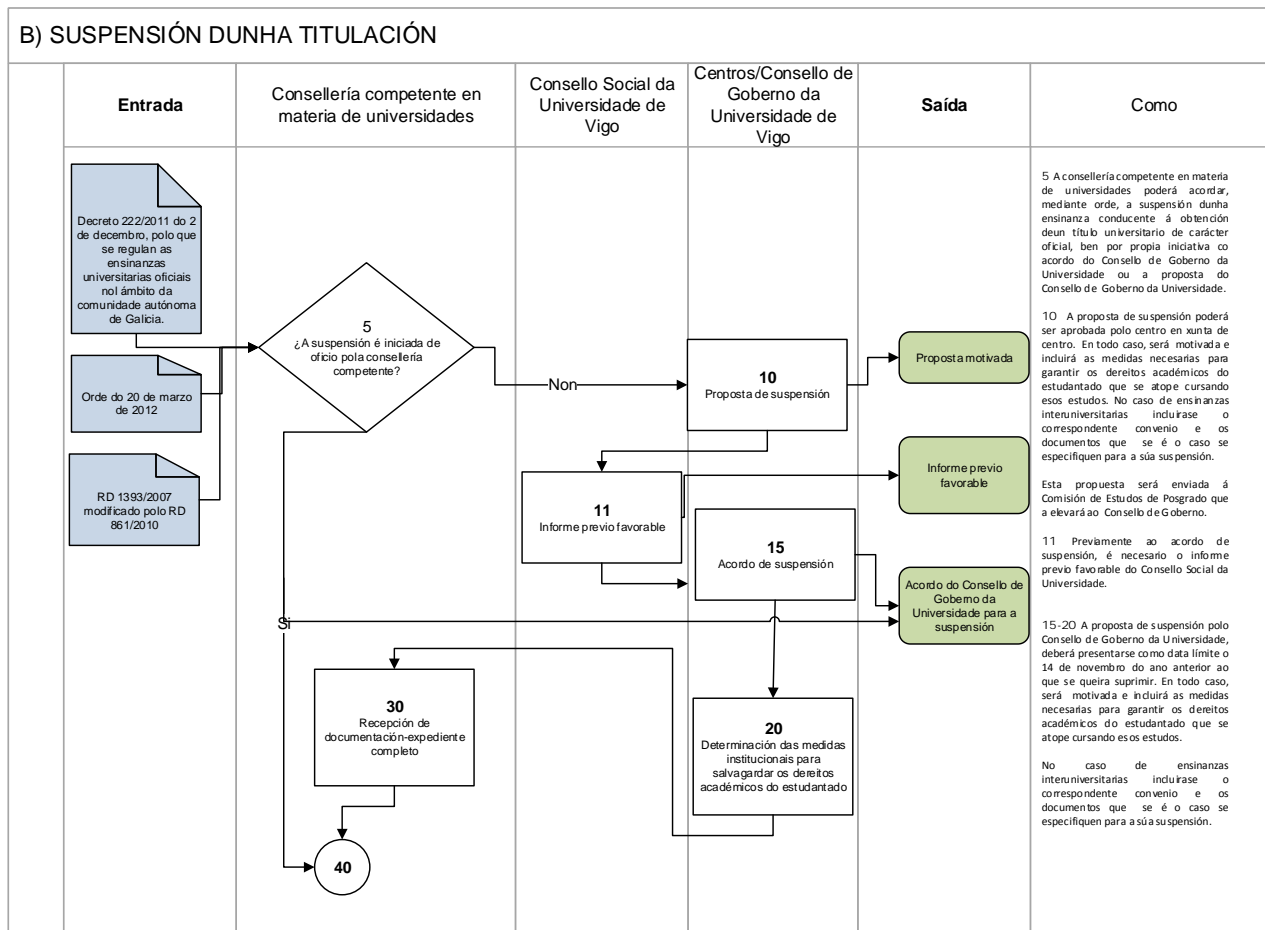 B) SUSPENSIÓN DUNHA TITULACIÓN
Entrada
Consellería competente en
materia de universidades
Consello Social da
Universidade de
Vigo
Centros/Consello de
Goberno da
Universidade de
Vigo
Saída
Como
Decreto 222/2011 do 2
de decembro, polo que
se regulan as
ensinanzas
universitarias oficiais
nol ámbito da
comunidade autónoma
de Galicia.
Orde do 20 de marzo
de 2012
RD 1393/2007
modificado polo RD
861/2010
5
¿A suspensión é iniciada de
oficio pola consellería
competente?
Non
Si
10
Proposta de suspensión
11
Informe previo favorable
15
Acordo de suspensión
20
Determinación das medidas
institucionais para
salvagardar os dereitos
académicos do estudantado
30
Recepción de
documentación-expediente
completo
40
Proposta motivada
Informe previo
favorable
Acordo do Consello de
Goberno da
Universidade para a
suspensión
5 A consellería competente en materia
de universidades poderá acordar,
mediante orde, a suspensión dunha
ensinanza conducente á obtención
deun título universitario de carácter
oficial, ben por propia iniciativa co
acordo do Consello de Goberno da
Universidade ou a proposta do
Consello de Goberno da Universidade.
10 A proposta de suspensión poderá
ser aprobada polo centro en xunta de
centro. En todo caso, será motivada e
incluirá as medidas necesarias para
garantir os dereitos académicos do
estudantado que se atope cursando
esos estudos. No caso de ensinanzas
interuniversitarias incluirase o
correspondente convenio e os
documentos que se é o caso se
especifiquen para a súa suspensión.
Esta propuesta será enviada á
Comisión de Estudos de Posgrado que
a elevará ao Consello de Goberno.
11 Previamente ao acordo de
suspensión, é necesario o informe
previo favorable do Consello Social da
Universidade.
15-20 A proposta de suspensión polo
Consello de Goberno da Universidade,
deberá presentarse como data límite o
14 de novembro do ano anterior ao
que se queira suprimir. En todo caso,
será motivada e incluirá as medidas
necesarias para garantir os dereitos
académicos do estudantado que se
atope cursando esos estudos.
No caso de ensinanzas
interuniversitarias incluirase o
correspondente convenio e os
documentos que se é o caso se
especifiquen para a súa suspensión.